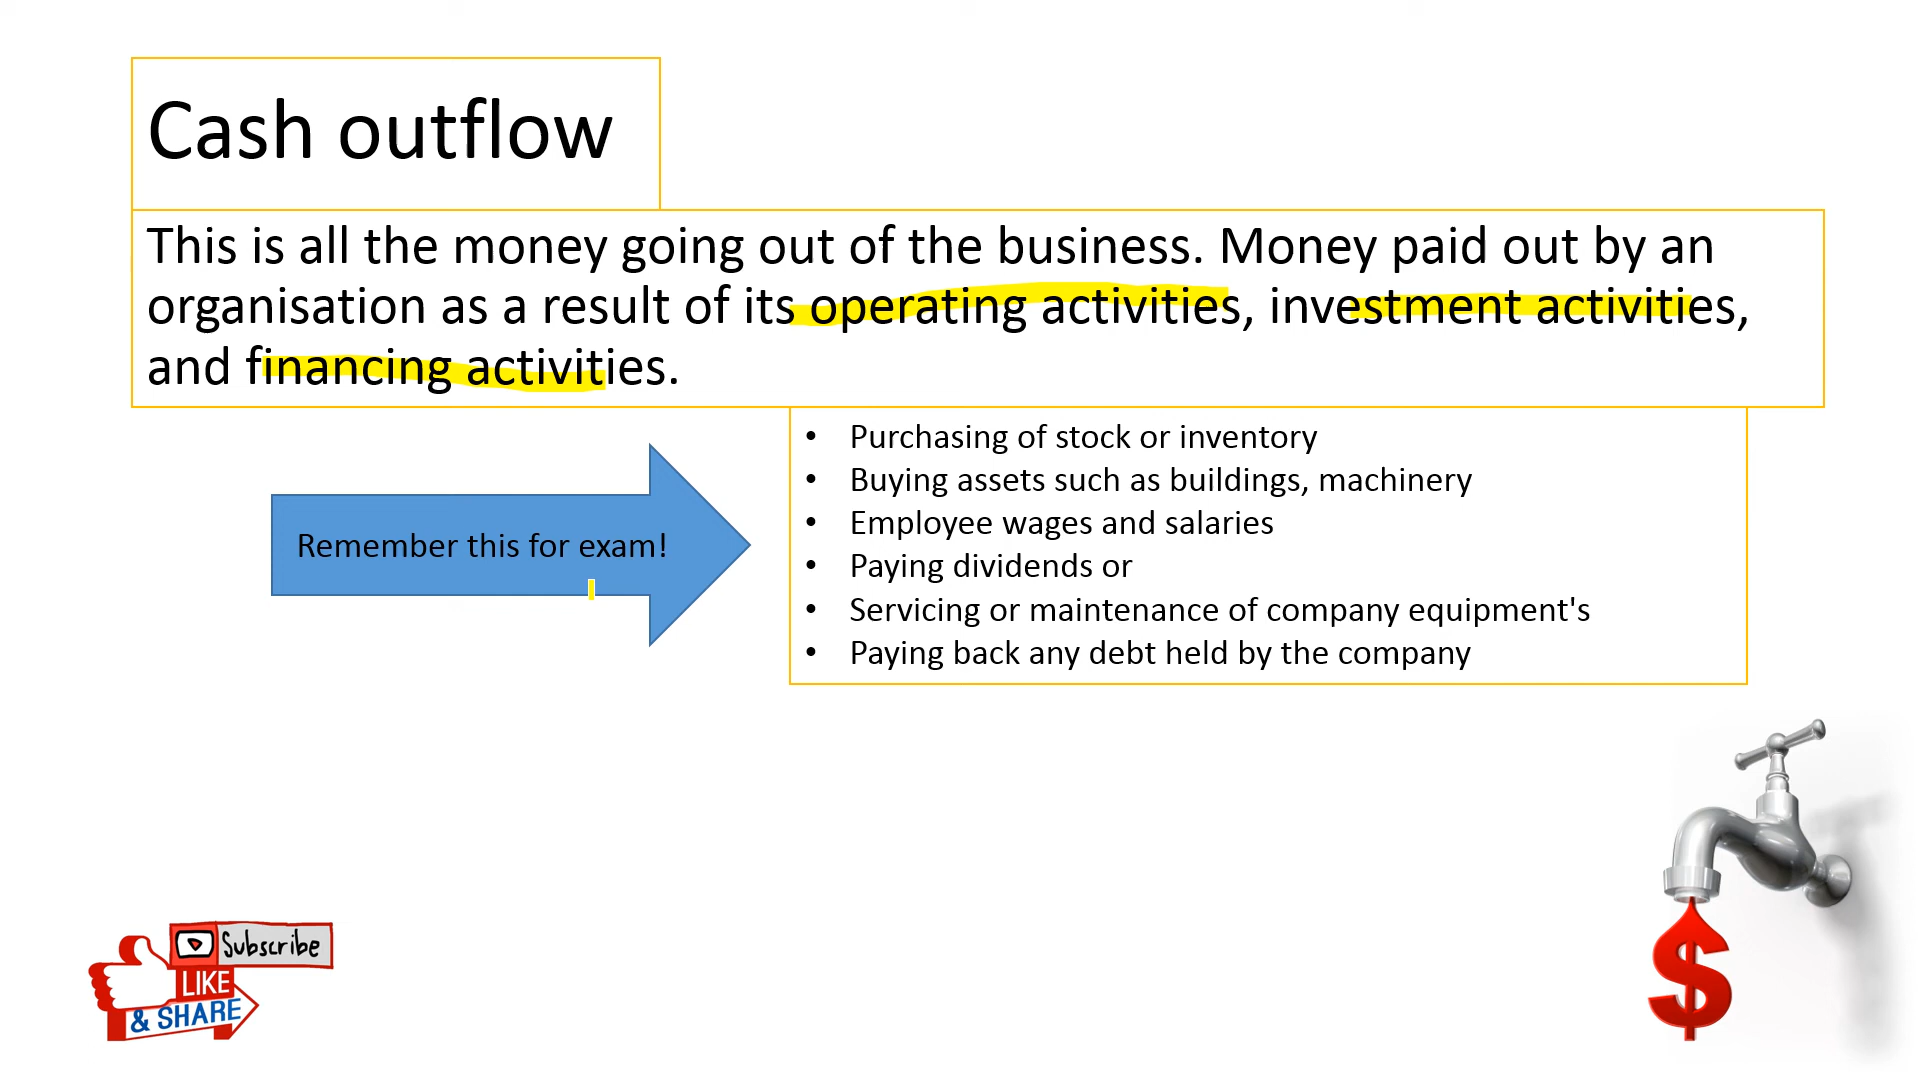 Cash outflow
This is all the money going out of the business. Money paid out by an
organisation as a result of its operating activities, investment activities,
and financing activities.
Remember this for exam!
• Purchasing of stock or inventory
• Buying assets such as buildings, machinery
• Employee wages and salaries
• Paying dividends or
• Servicing or maintenance of company equipment's
• Paying back any debt held by the company
Subscribe
LIKE
& SHARE
$